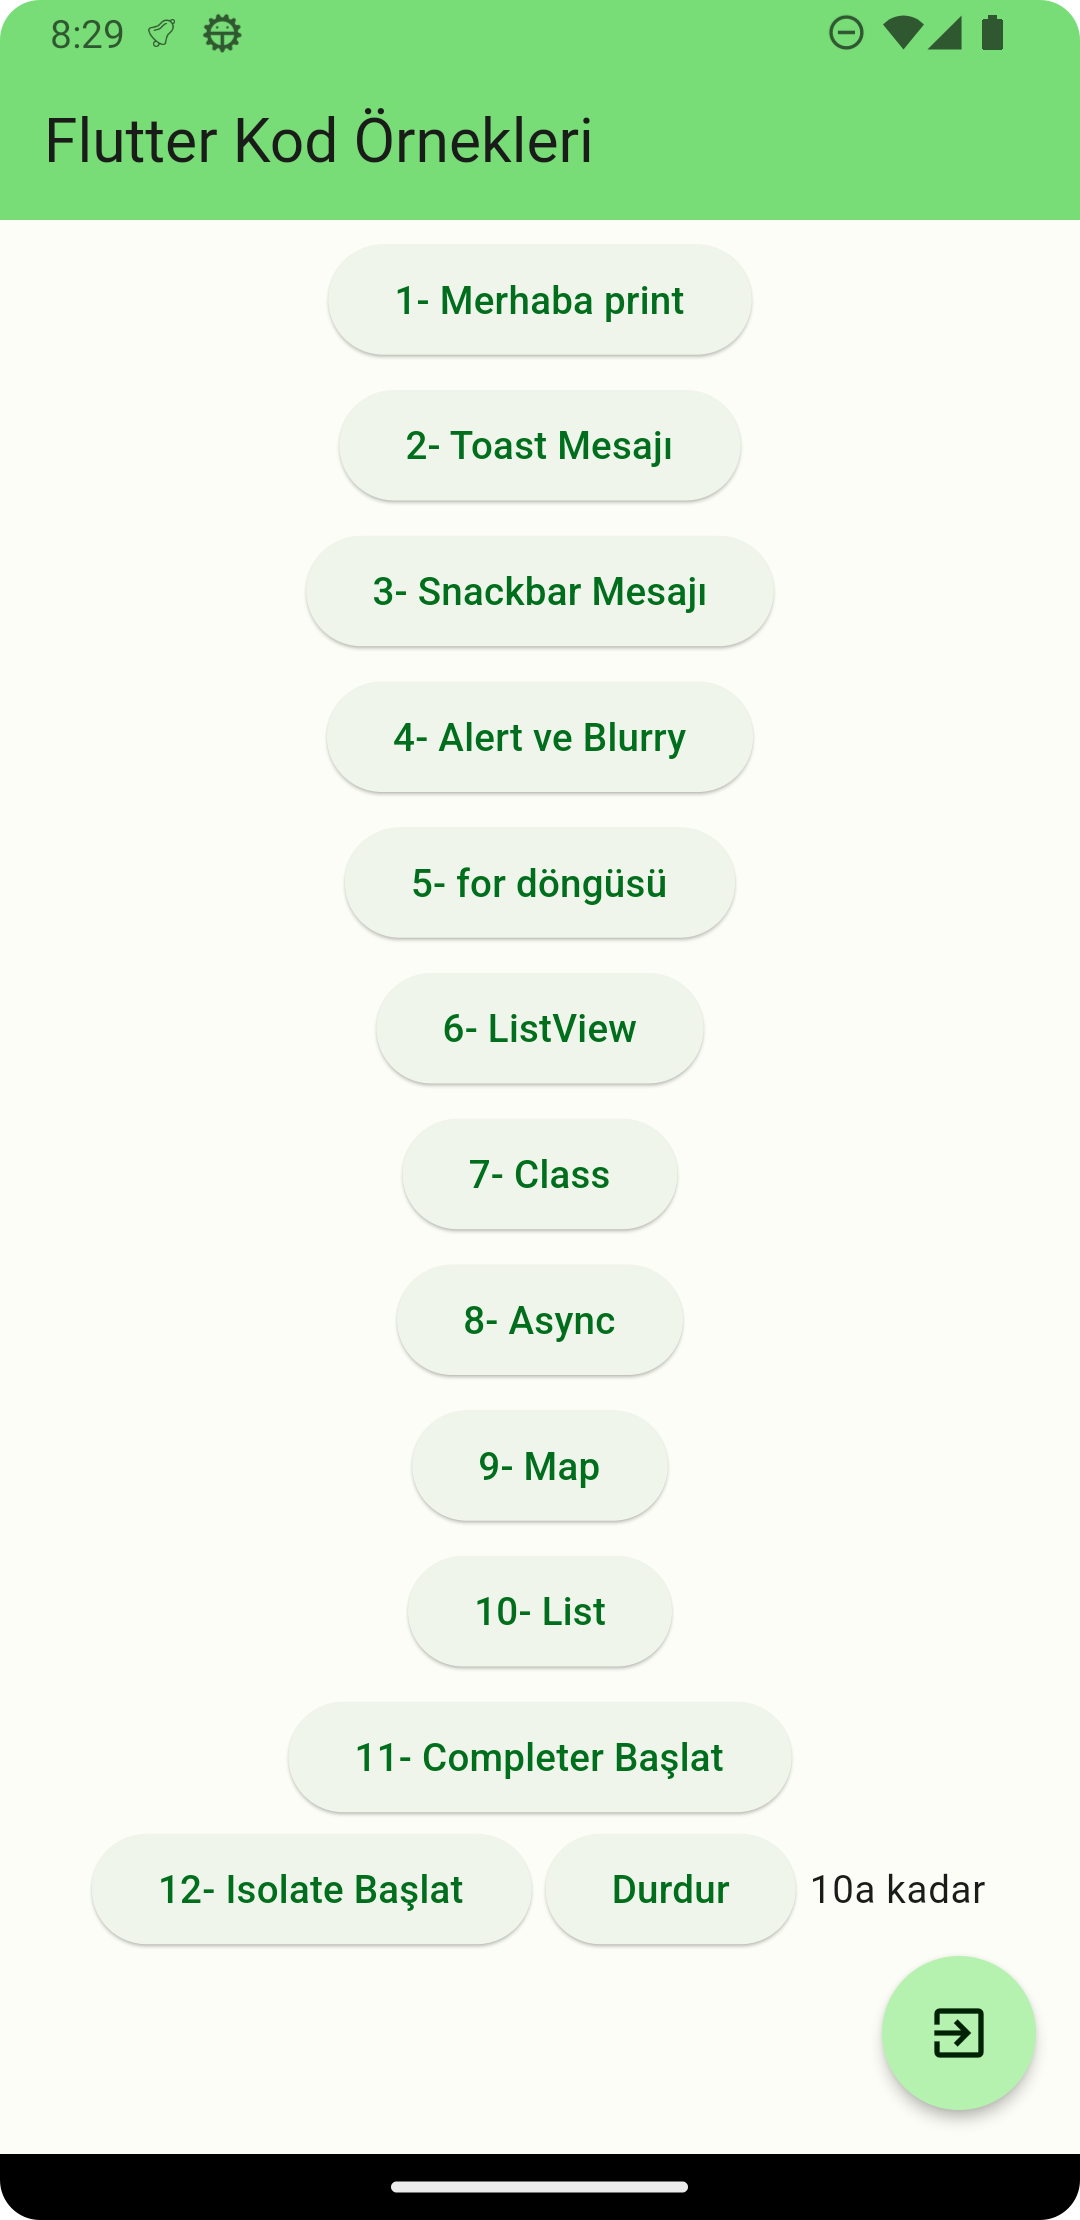 8:29
Flutter Kod Örnekleri
1- Merhaba print
2- Toast Mesajı
3- Snackbar Mesajı
4- Alert ve Blurry
5- for döngüsü
6- ListView
7- Class
8- Async
9- Map
10- List
11- Completer Başlat
12- Isolate Başlat Durdur 10a kadar